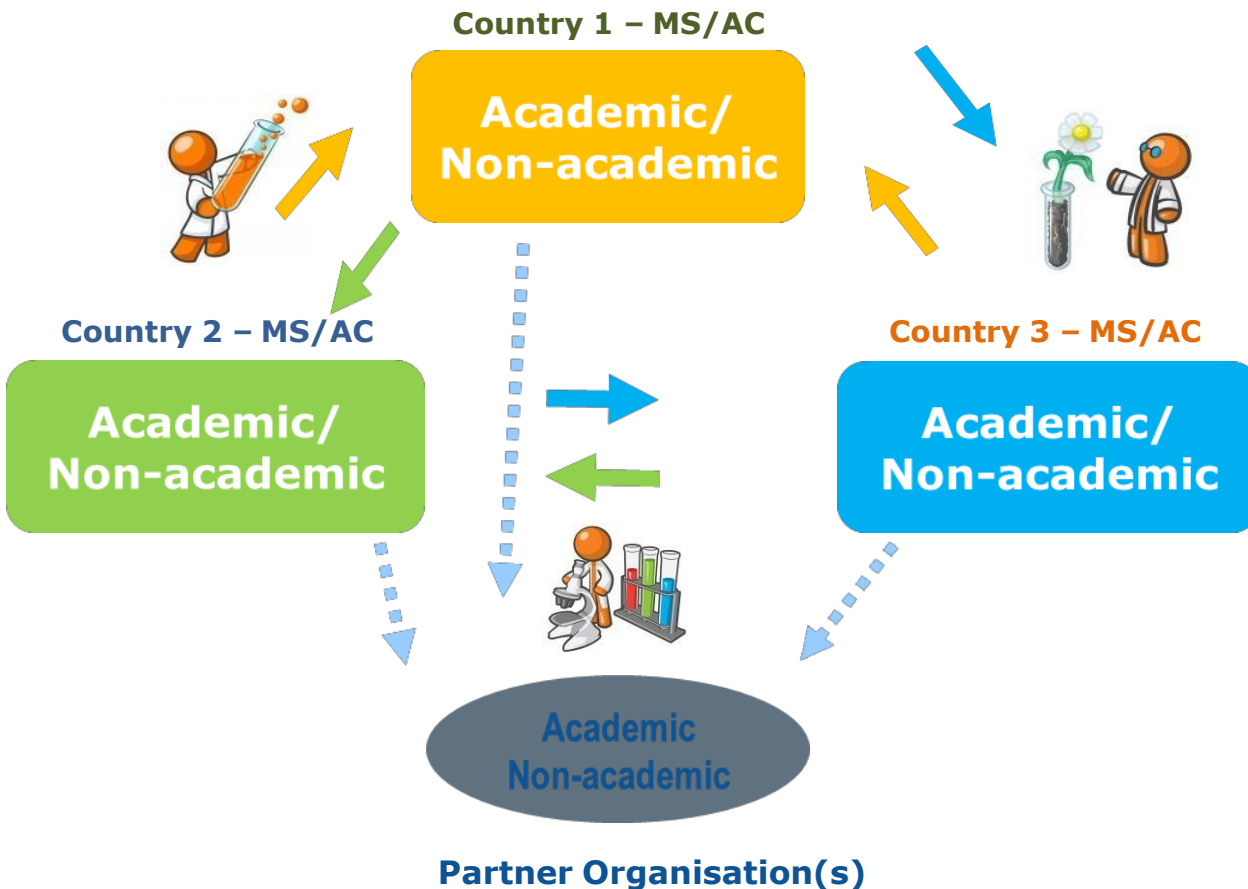 Country 1 – MS/AC
Academic/
Non-academic
Country 2 – MS/AC
Academic/
Non-academic
Country 3 – MS/AC
Academic/
Non-academic
Academic
Non-academic
Partner Organisation(s)